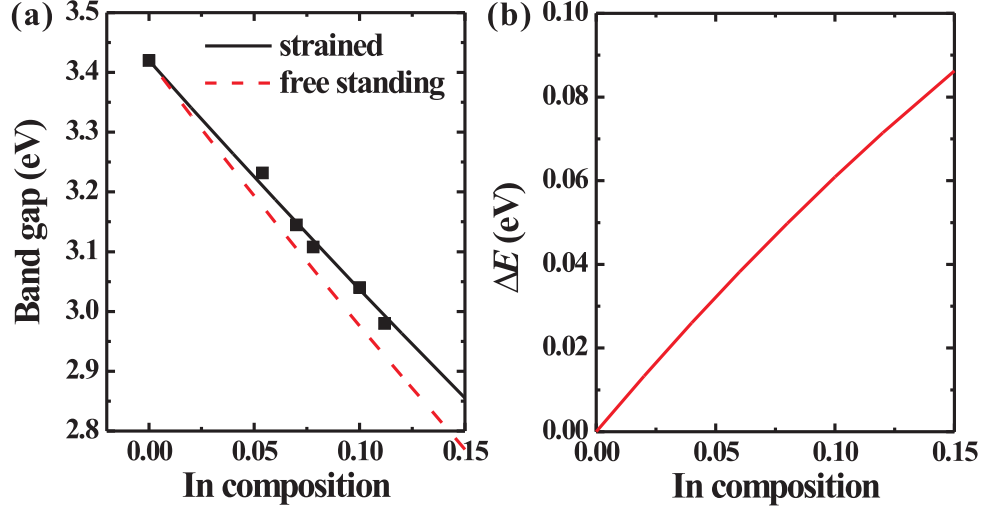 (a)
3.5
3.4
3.3
3.2
3.1
3.0
2.9
2.8
Band gap (eV)
strained
free standing
0.00
0.05
0.10
0.15
In composition
(b)
0.10
0.08
0.06
0.04
0.02
0.00
ΔE (eV)
0.00
0.05
0.10
0.15
In composition